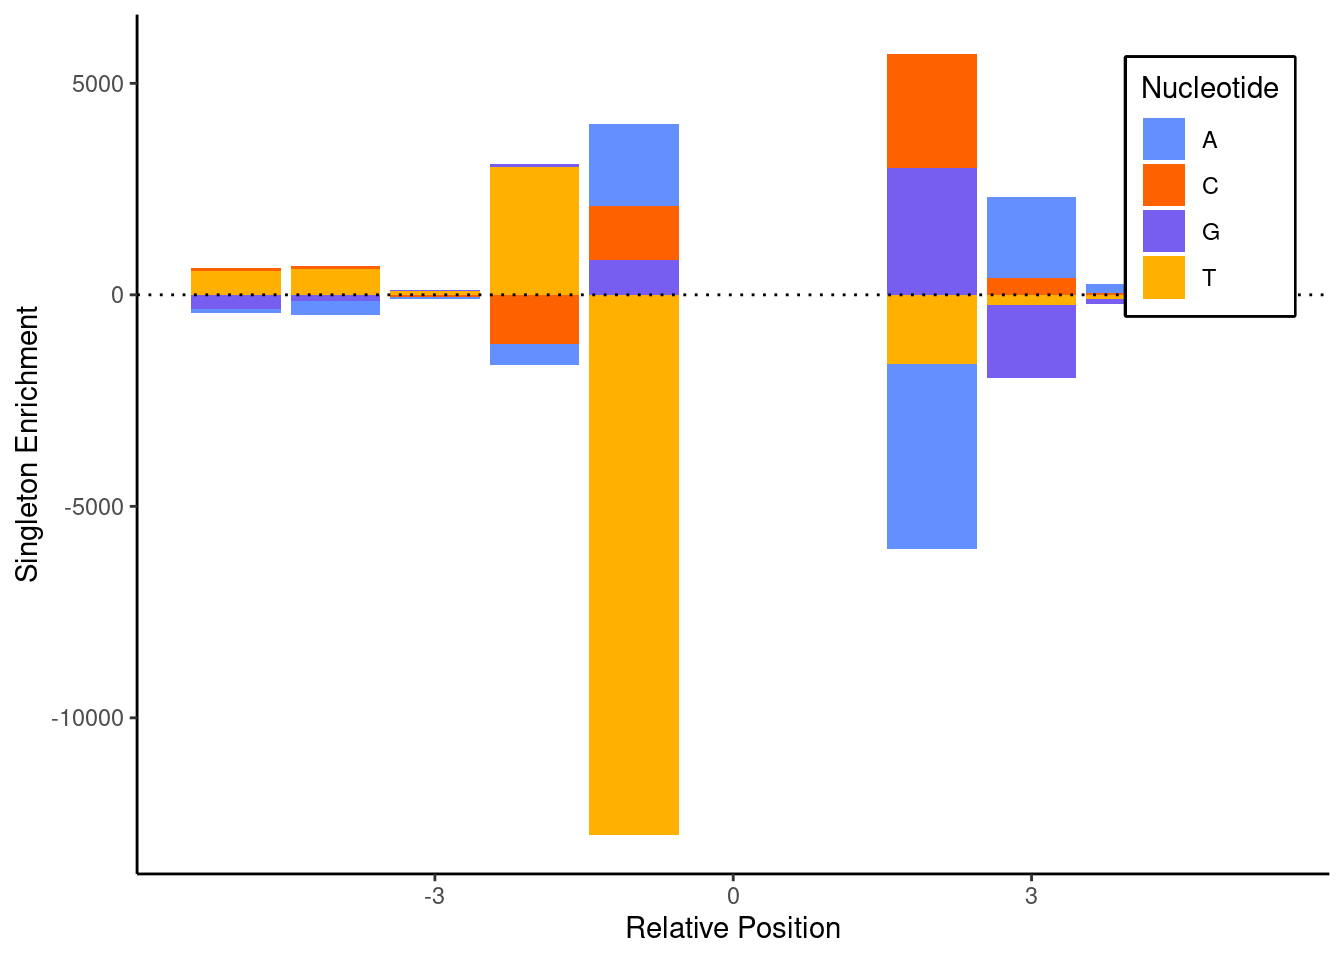 5000
0
-5000
-10000
Singleton Enrichment
-3
0
3
Relative Position
Nucleotide
A
C
G
T